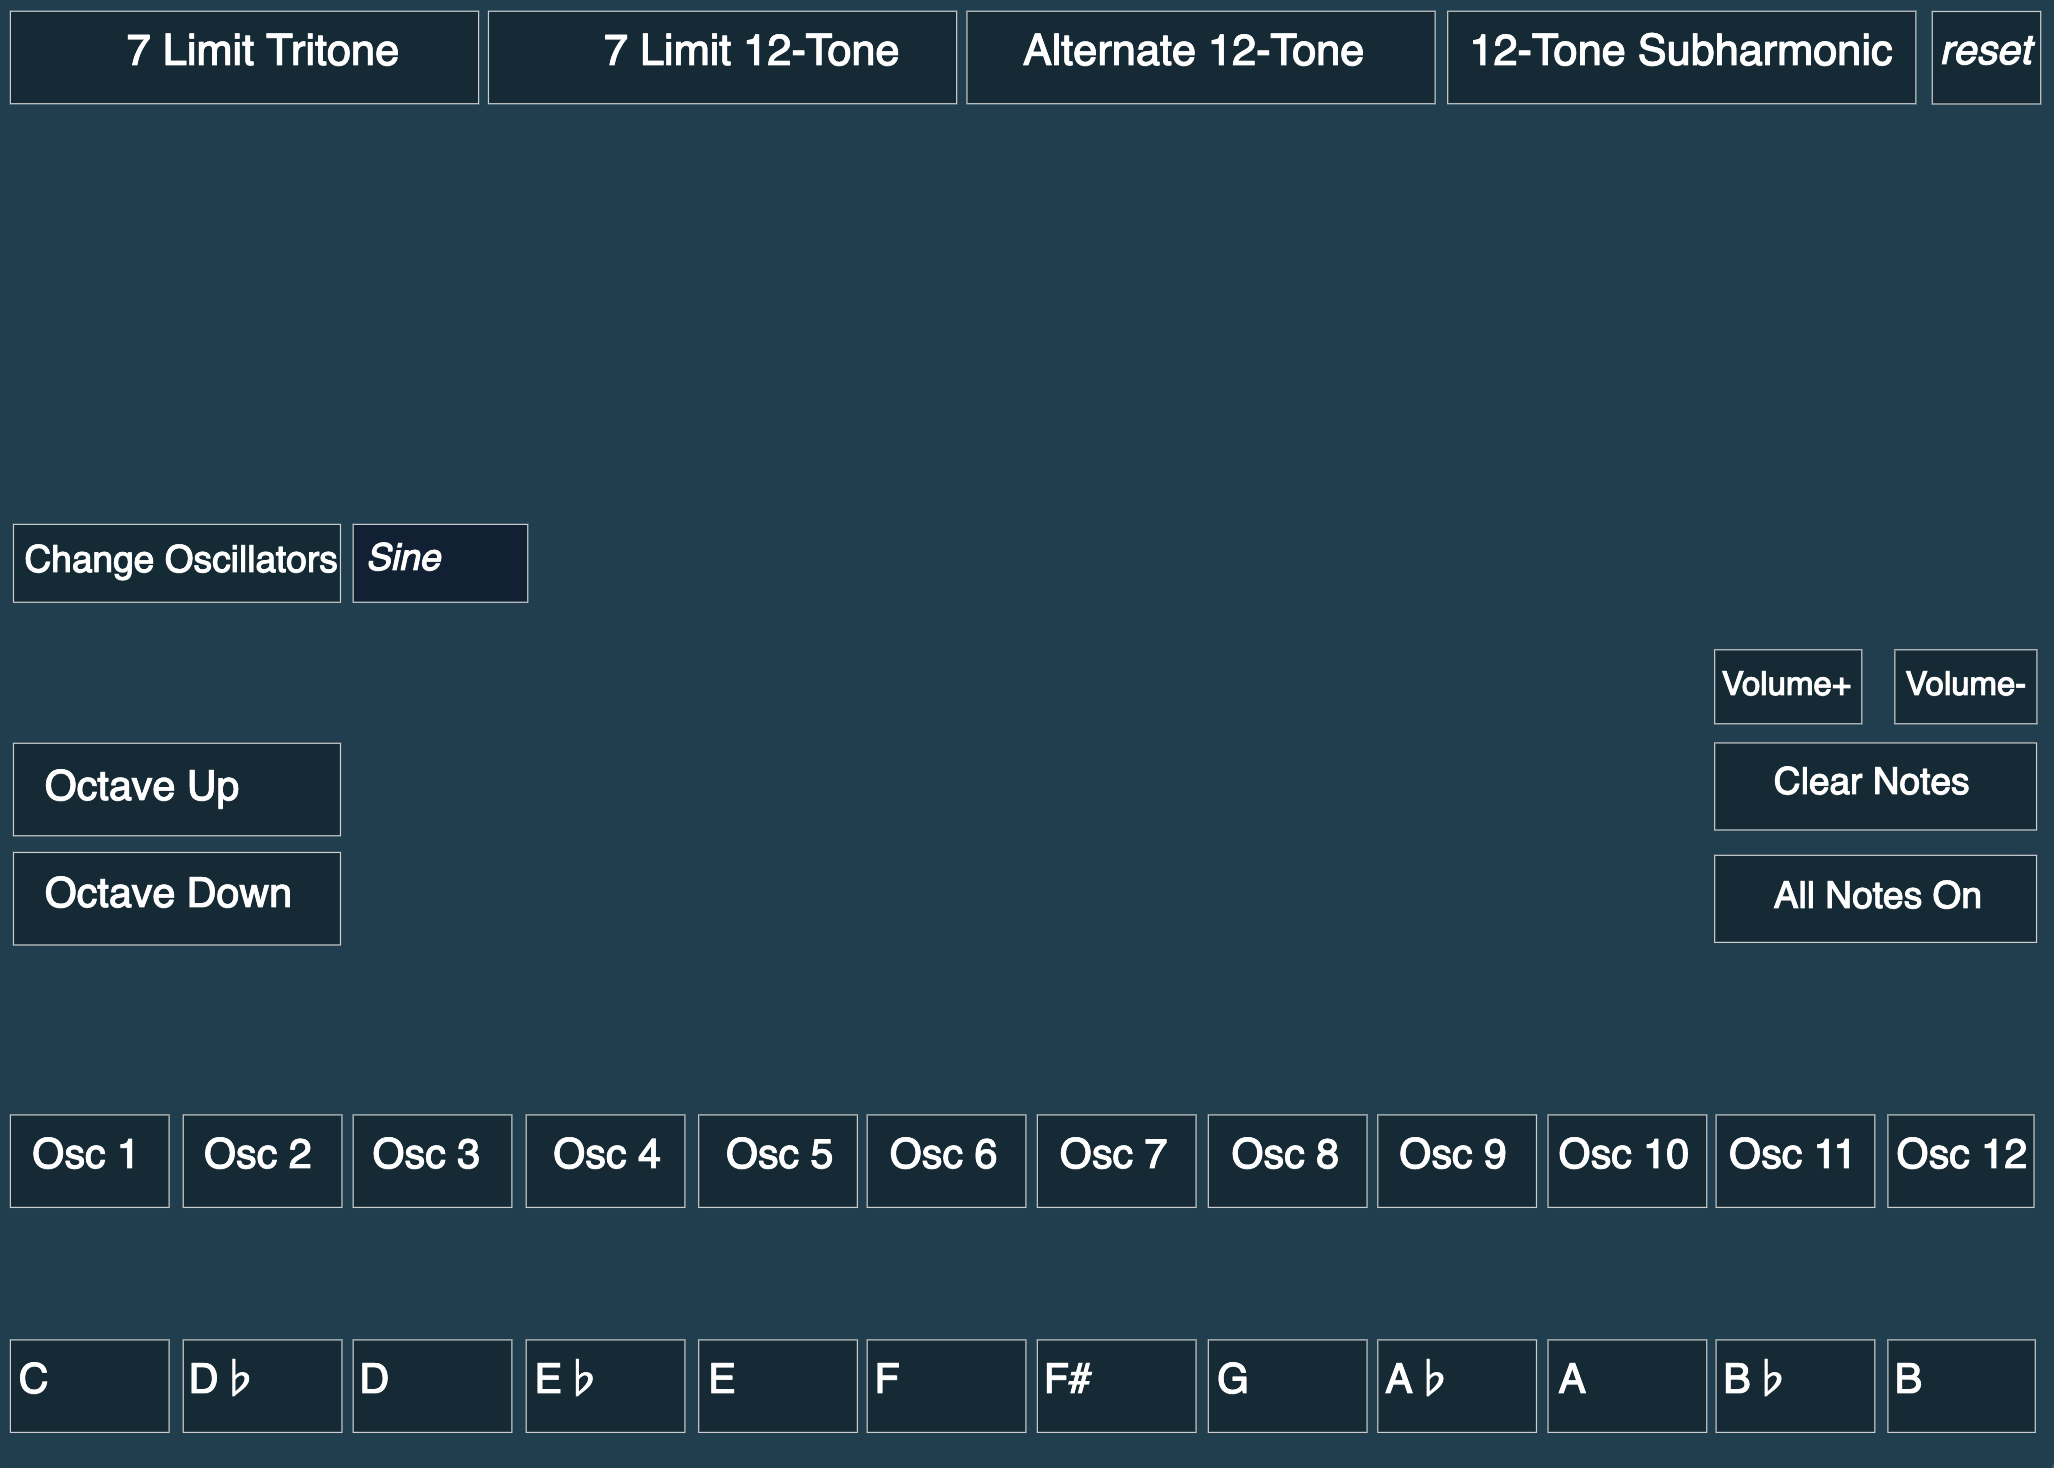 7 Limit Tritone
7 Limit 12-Tone
Alternate 12-Tone
12-Tone Subharmonic
reset
Change Oscillators
Sine
Volume+
Volume-
Octave Up
Clear Notes
Octave Down
All Notes On
Osc 1
Osc 2
Osc 3
Osc 4
Osc 5
Osc 6
Osc 7
Osc 8
Osc 9
Osc 10
Osc 11
Osc 12
C
D ♭
D
E ♭
E
F
F#
G
A ♭
A
B ♭
B